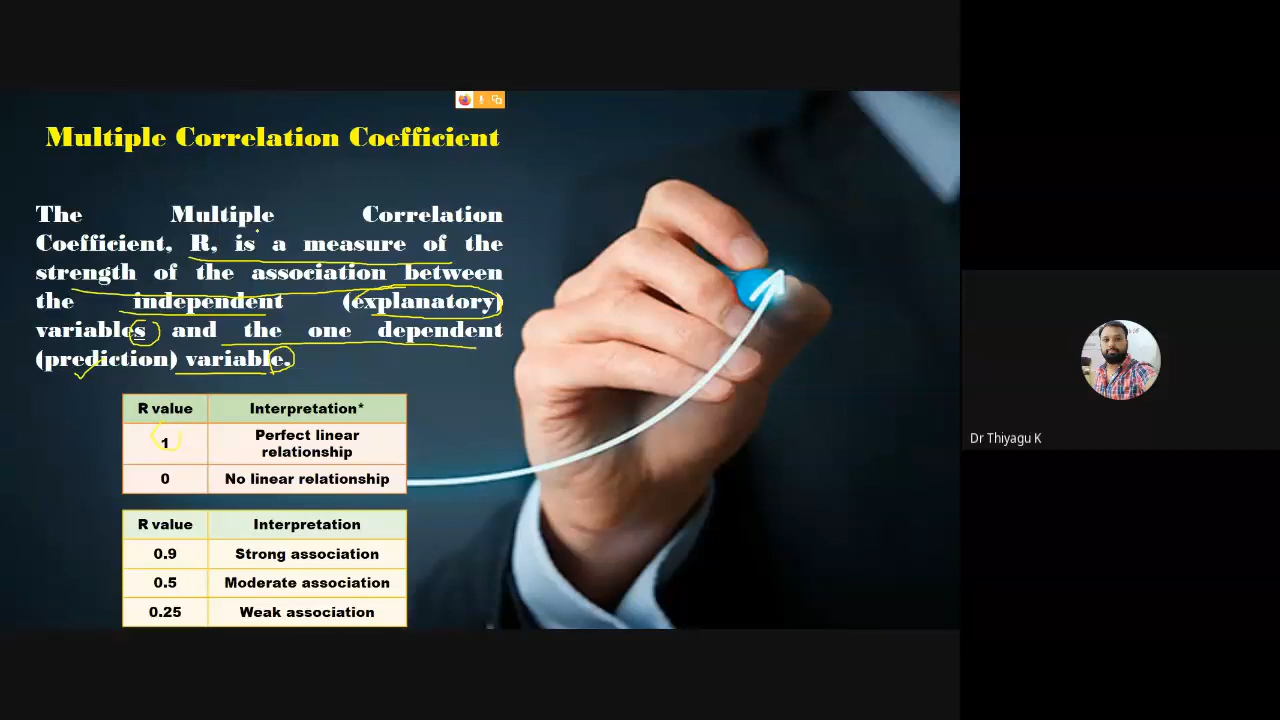 Multiple Correlation Coefficient
The Multiple Correlation
Coefficient, R, is a measure of the
strength of the association between
the independent (explanatory)
variables and the one dependent
(prediction) variable.
R value Interpretation*
1 Perfect linear
relationship
0 No linear relationship
R value Interpretation
0.9 Strong association
0.5 Moderate association
0.25 Weak association
Dr Thiyagu K